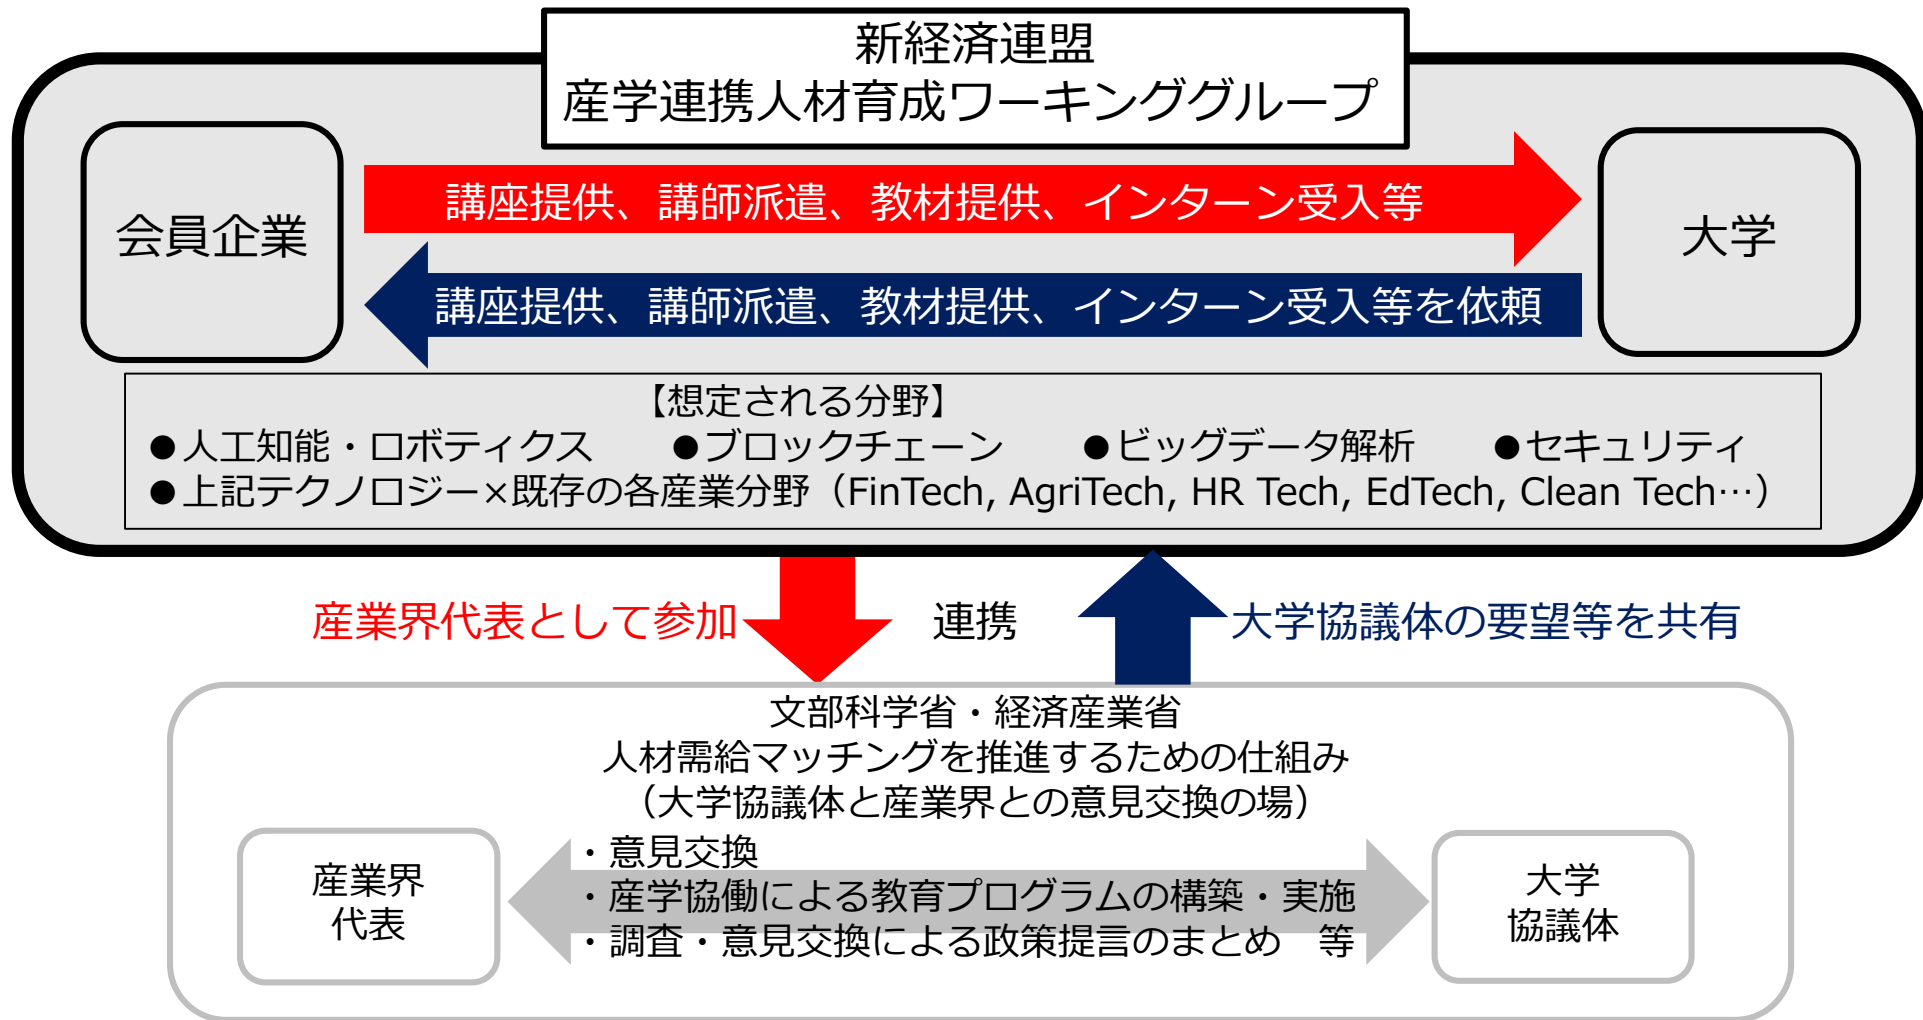 新経済連盟
産学連携人材育成ワーキンググループ
会員企業
講座提供、講師派遣、教材提供、インターン受入等
大学
講座提供、講師派遣、教材提供、インターン受入等を依頼
【想定される分野】
●人工知能・ロボティクス　●ブロックチェーン　●ビッグデータ解析　●セキュリティ
●上記テクノロジー×既存の各産業分野（FinTech, AgriTech, HR Tech, EdTech, Clean Tech…）
産業界代表として参加
連携
大学協議体の要望等を共有
文部科学省・経済産業省
人材需給マッチングを推進するための仕組み
（大学協議体と産業界との意見交換の場）
産業界
代表
・意見交換
・産学協働による教育プログラムの構築・実施
・調査・意見交換による政策提言のまとめ　等
大学
協議体